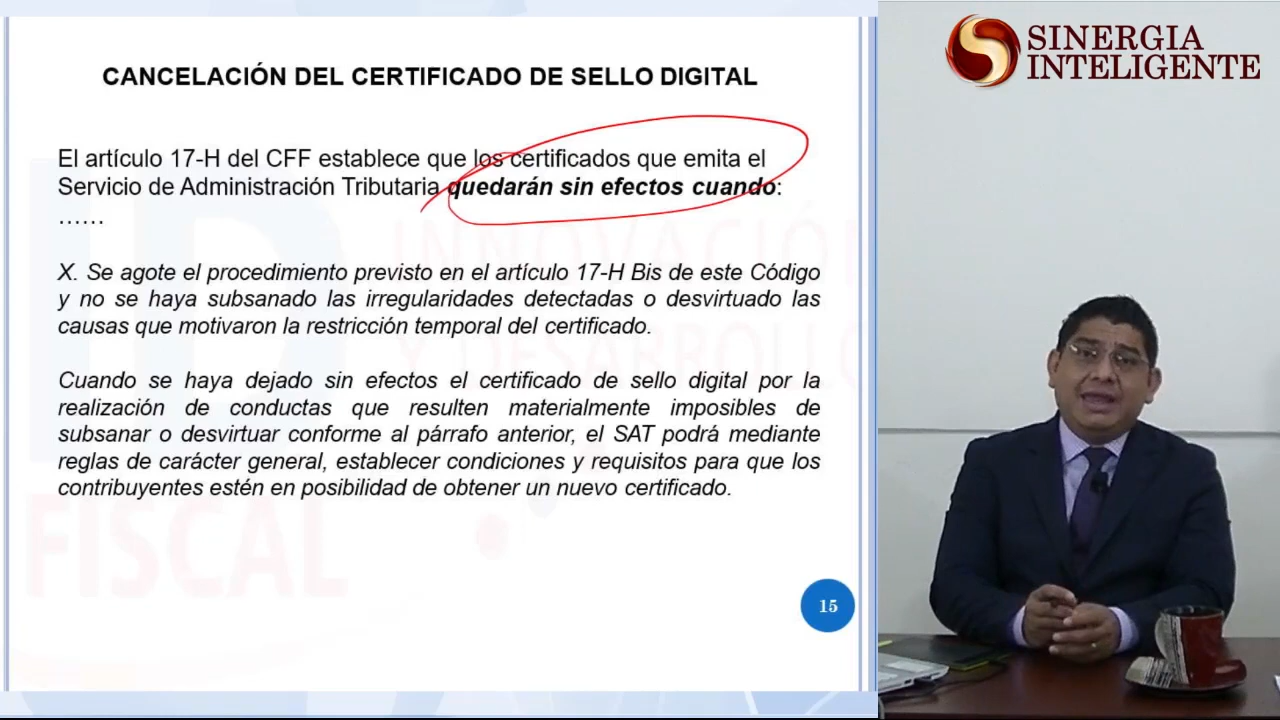 CANCELACIÓN DEL CERTIFICADO DE SELLO DIGITAL
El artículo 17-H del CFF establece que los certificados que emita el
Servicio de Administración Tributaria quedarán sin efectos cuando:
……
X. Se agote el procedimiento previsto en el artículo 17-H Bis de este Código
y no se haya subsanado las irregularidades detectadas o desvirtuado las
causas que motivaron la restricción temporal del certificado.
Cuando se haya dejado sin efectos el certificado de sello digital por la
realización de conductas que resulten materialmente imposibles de
subsanar o desvirtuar conforme al párrafo anterior, el SAT podrá mediante
reglas de carácter general, establecer condiciones y requisitos para que los
contribuyentes estén en posibilidad de obtener un nuevo certificado.
INNOVACIÓN
Y DESARROLLO
FISCAL
15
SINERGIA
INTELIGENTE